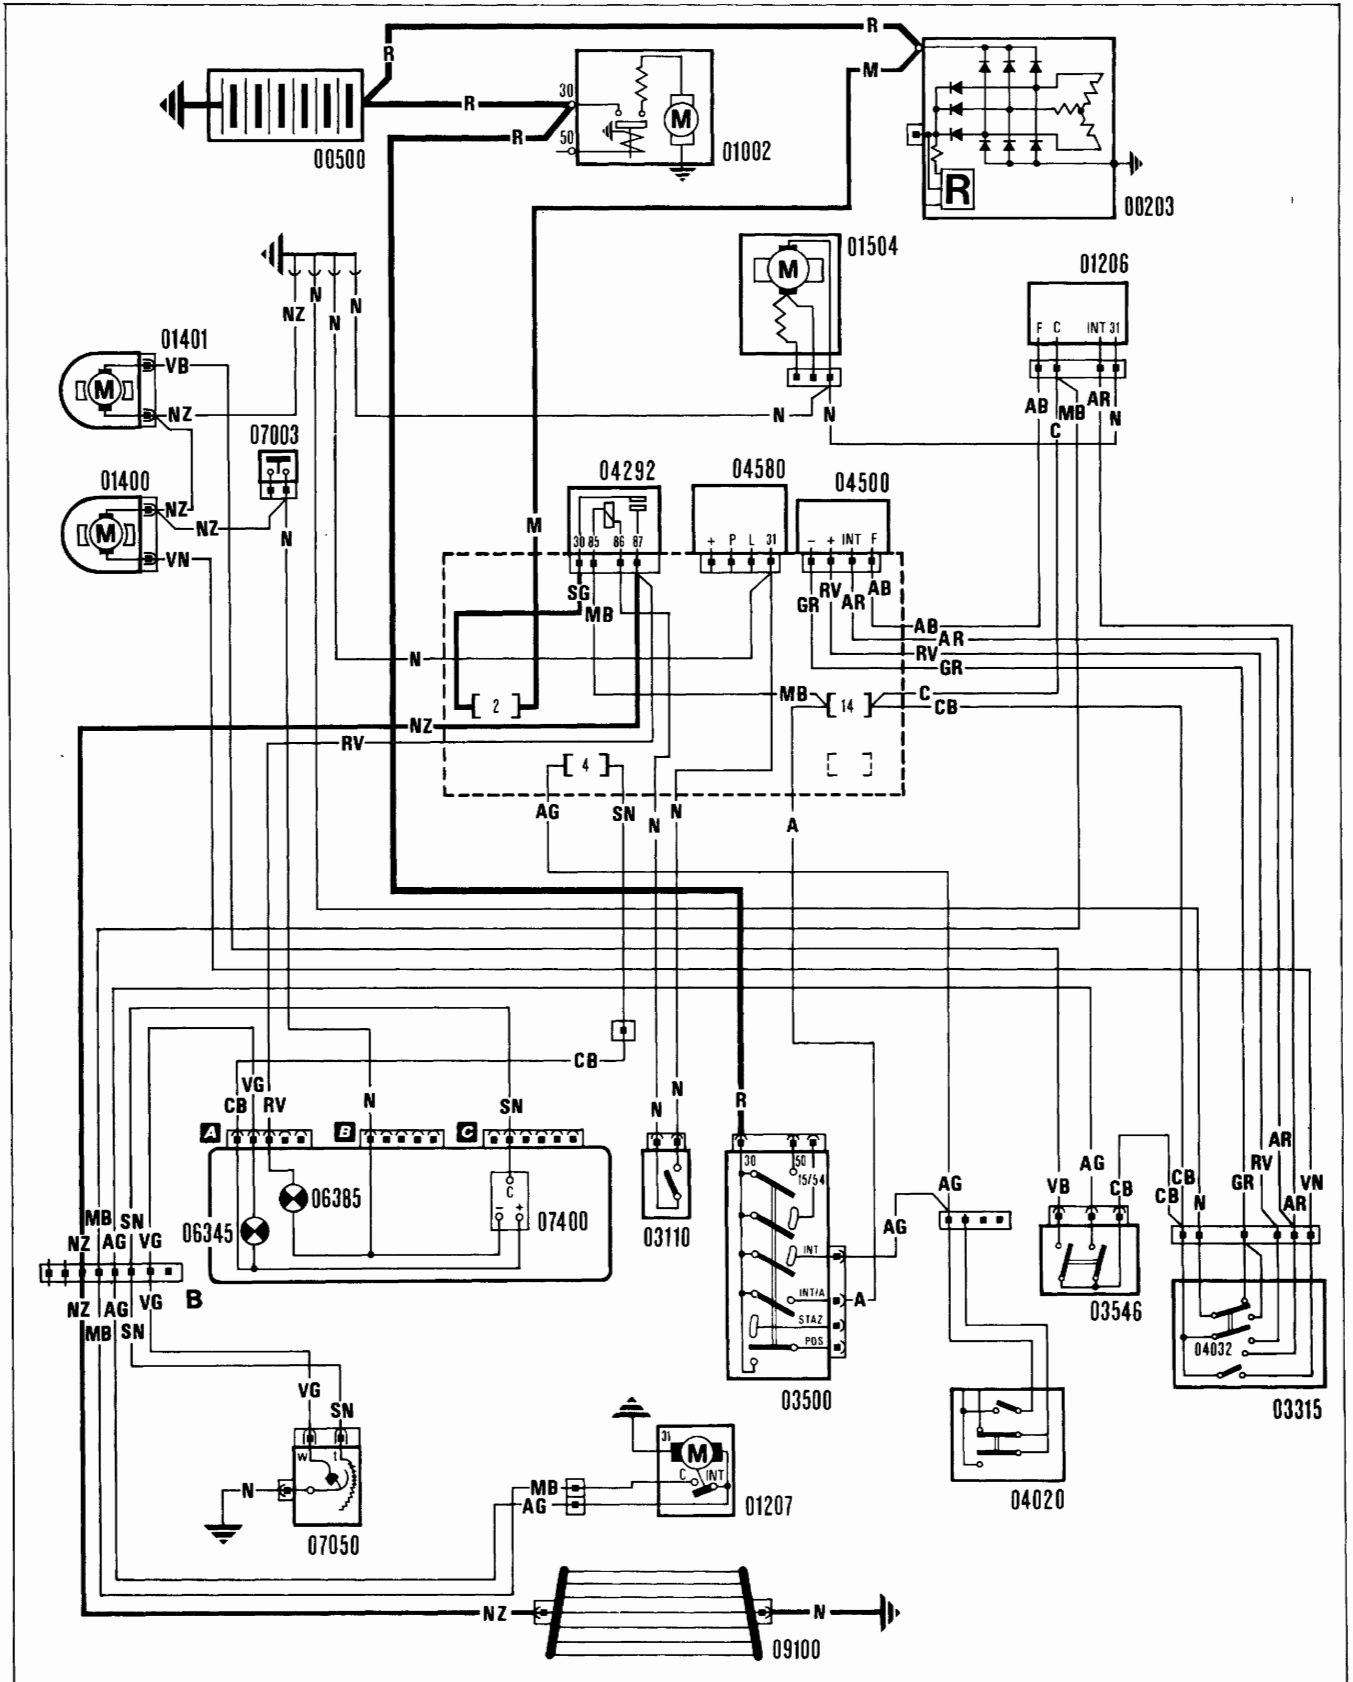 R
R
M
R
30
R
50
M
00500
01002
R
00203
M
01504
01206
F C INT 31
N
NZ
N
N
01401
VB
M
NZ
07003
N
N
AB
C
MB
AR
N
01400
NZ
M
NZ
VN
N
04292
04580
04500
M
30 85 86 87
+ P L 31
- + INT F
SG
MB
GR
RV
AR
AB
AB
AR
RV
GR
N
MB
14
C
CB
2
NZ
RV
4
AG
SN
N
N
A
CB
VG
CB
RV
N
SN
N
N
R
A
B
C
06385
06345
C
- +
07400
03110
30
50
15/54
INT
INT/A
STAZ
POS
A
03500
AG
AG
VB
AG
CB
CB
CB
N
GR
RV
AR
AR
VN
03546
04032
03315
MB
SN
NZ
AG
VG
B
NZ
AG
VG
MB
SN
VG
SN
W
t
N
07050
31
M
C
INT
MB
AG
01207
04020
NZ
N
09100